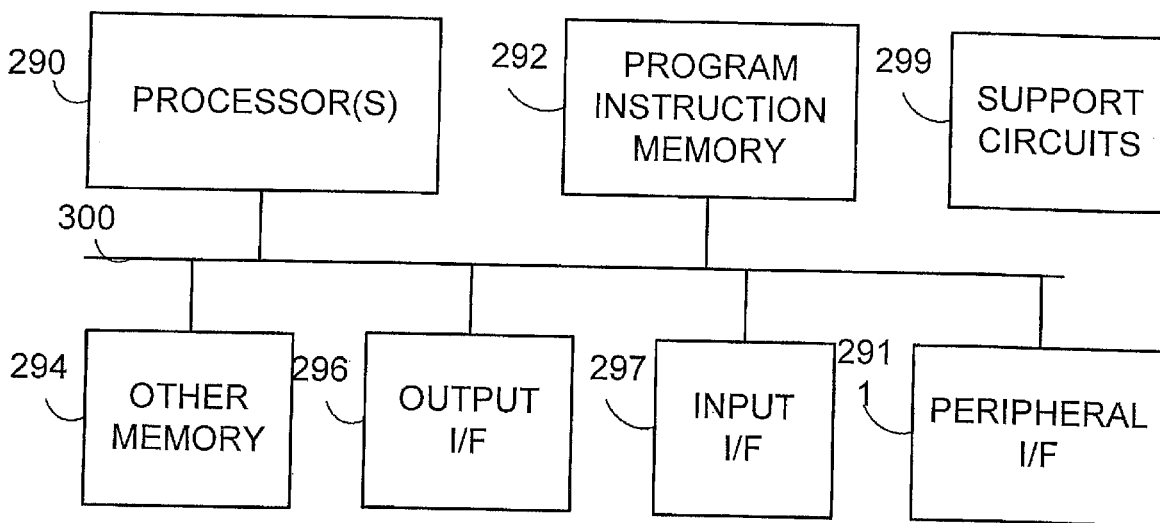 290
PROCESSOR(S)
292
PROGRAM
INSTRUCTION
MEMORY
299
SUPPORT
CIRCUITS
300
294
OTHER
MEMORY
296
OUTPUT
I/F
297
INPUT
I/F
291
1
PERIPHERAL
I/F